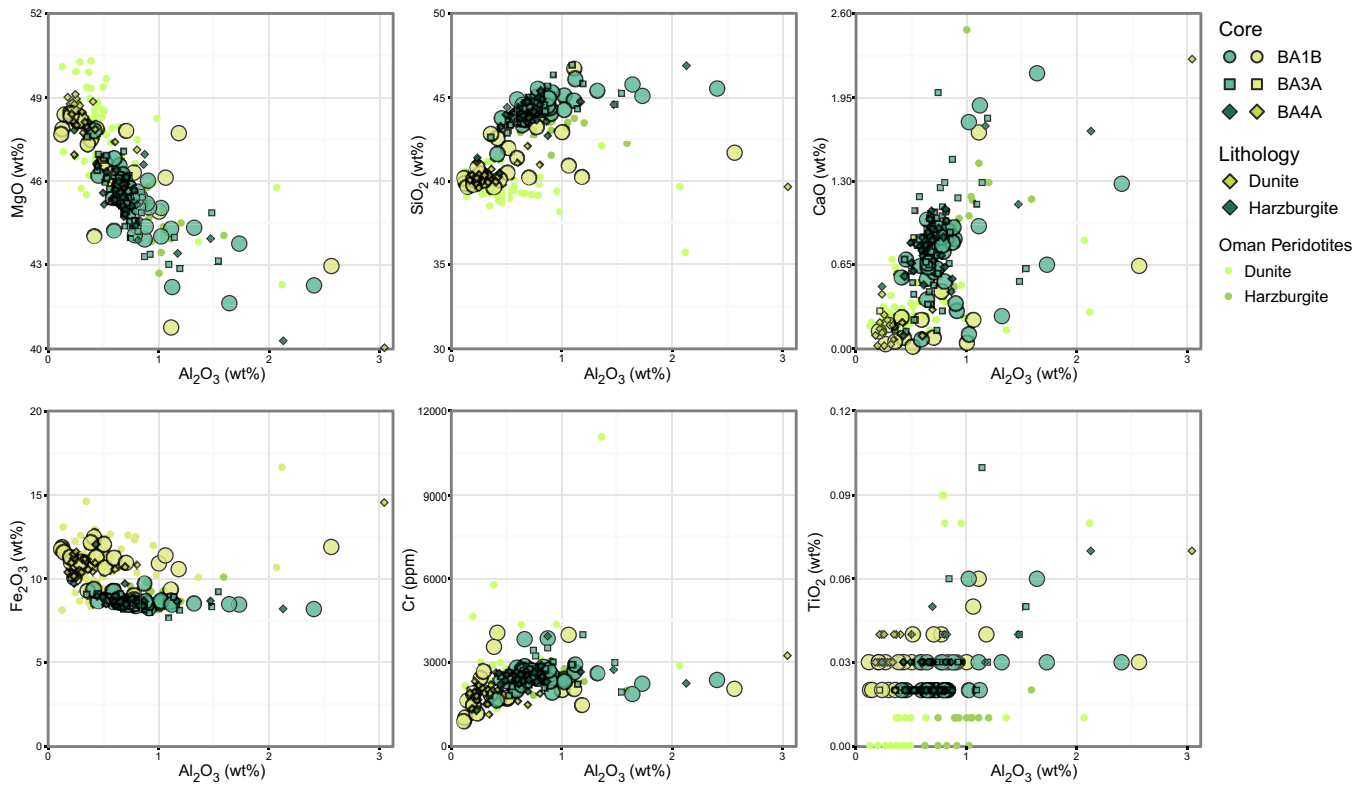 52
49
46
43
40
MgO (wt%)
0
1
2
3
Al₂O₃ (wt%)
50
45
40
35
30
SiO₂ (wt%)
0
1
2
3
Al₂O₃ (wt%)
2.60
1.95
1.30
0.65
0.00
CaO (wt%)
0
1
2
3
Al₂O₃ (wt%)
Core
BA1B
BA3A
BA4A
Lithology
Dunite
Harzburgite
Oman Peridotites
Dunite
Harzburgite
20
15
10
5
0
Fe₂O₃ (wt%)
0
1
2
3
Al₂O₃ (wt%)
12000
9000
6000
3000
0
Cr (ppm)
0
1
2
3
Al₂O₃ (wt%)
0.12
0.09
0.06
0.03
0.00
TiO₂ (wt%)
0
1
2
3
Al₂O₃ (wt%)